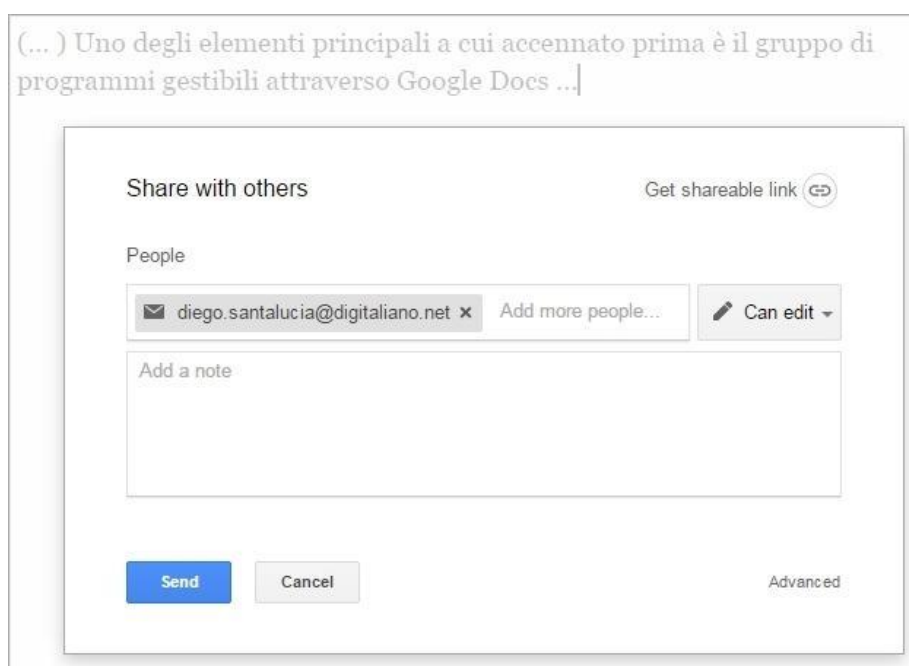 (... ) Uno degli elementi principali a cui accennato prima è il gruppo di
programmi gestibili attraverso Google Docs ...
Share with others
Get shareable link
People
diego.santalucia@digitaliano.net × Add more people...
Can edit
Add a note
Send
Cancel
Advanced